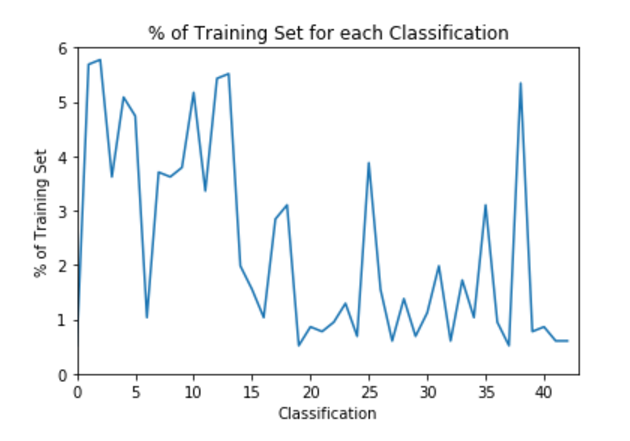 % of Training Set for each Classification
6
5
4
3
2
1
0
% of Training Set
0 5 10 15 20 25 30 35 40
Classification